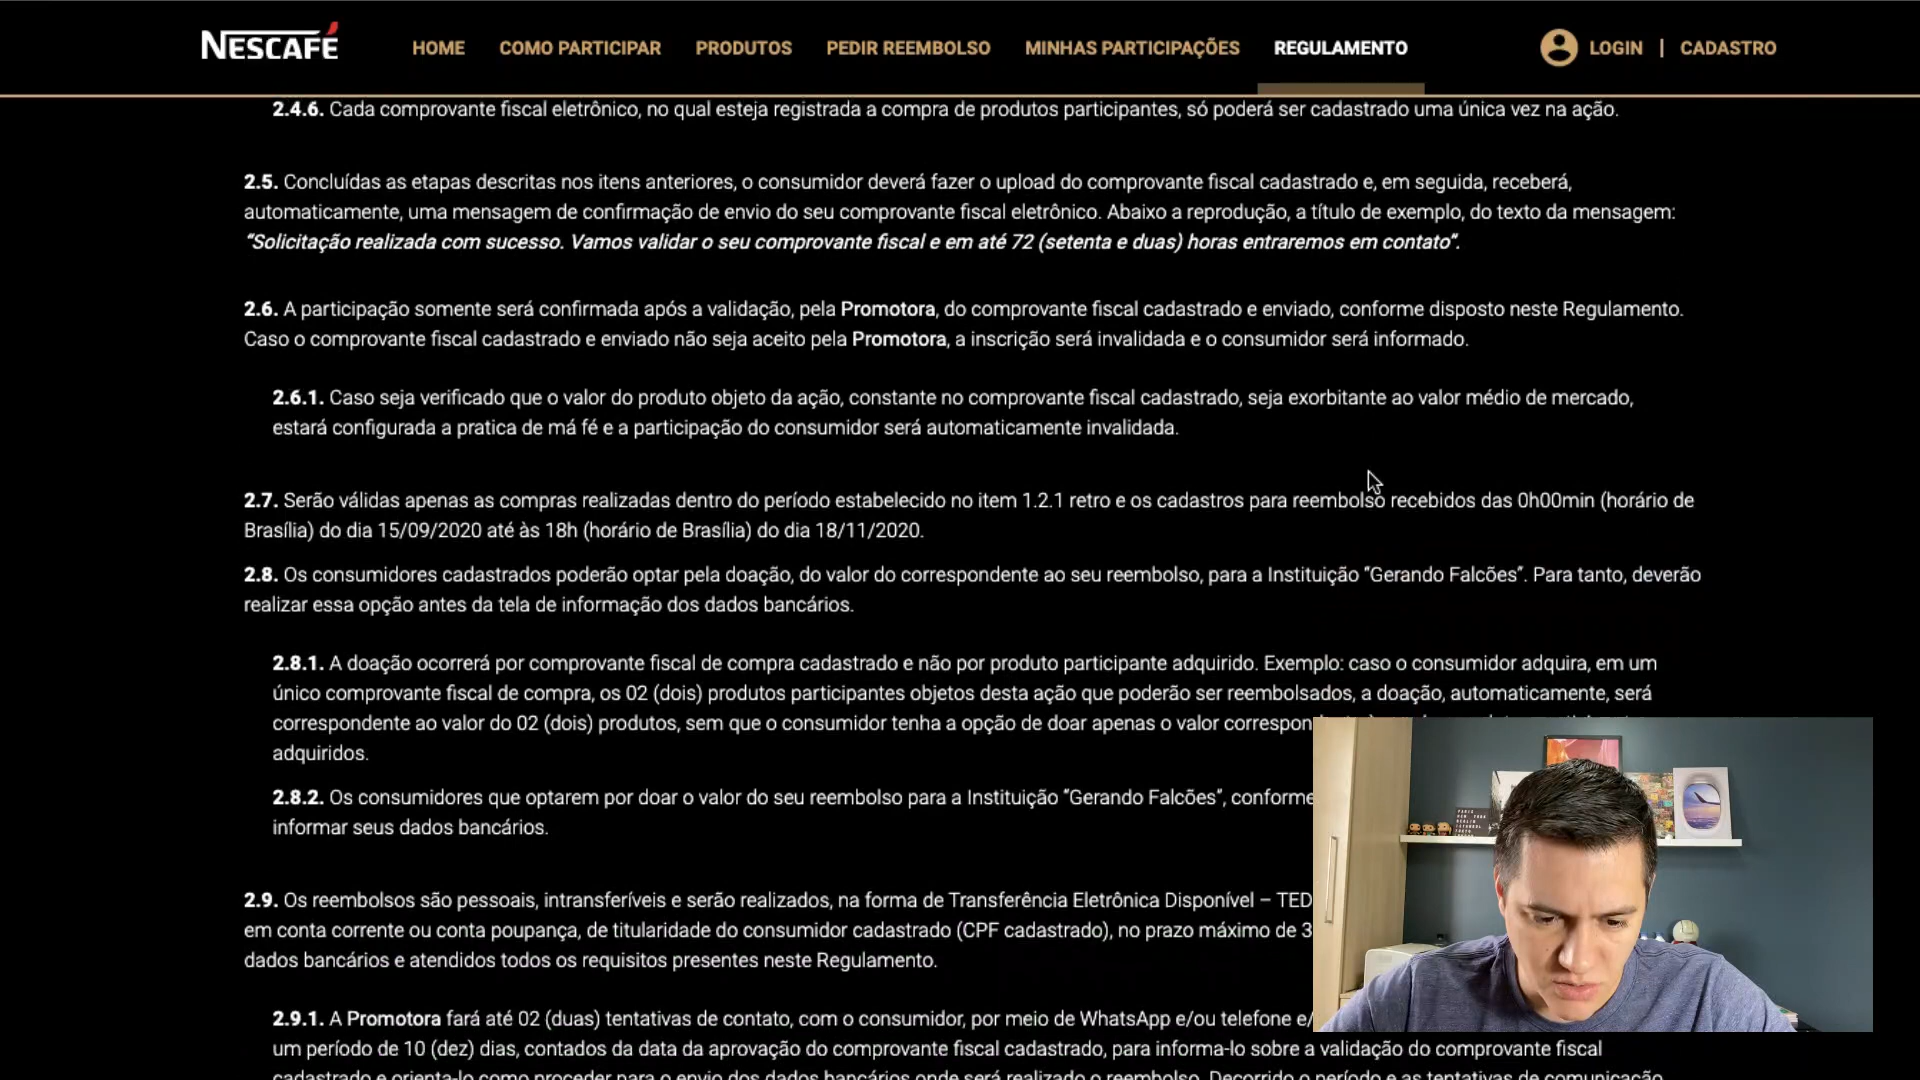 NESCAFÉ
HOME COMO PARTICIPAR PRODUTOS PEDIR REEMBOLSO MINHAS PARTICIPAÇÕES REGULAMENTO LOGIN | CADASTRO
2.4.6. Cada comprovante fiscal eletrônico, no qual esteja registrada a compra de produtos participantes, só poderá ser cadastrado uma única vez na ação.
2.5. Concluídas as etapas descritas nos itens anteriores, o consumidor deverá fazer o upload do comprovante fiscal cadastrado e, em seguida, receberá,
automaticamente, uma mensagem de confirmação de envio do seu comprovante fiscal eletrônico. Abaixo a reprodução, a título de exemplo, do texto da mensagem:
“Solicitação realizada com sucesso. Vamos validar o seu comprovante fiscal e em até 72 (setenta e duas) horas entraremos em contato”.
2.6. A participação somente será confirmada após a validação, pela Promotora, do comprovante fiscal cadastrado e enviado, conforme disposto neste Regulamento.
Caso o comprovante fiscal cadastrado e enviado não seja aceito pela Promotora, a inscrição será invalidada e o consumidor será informado.
2.6.1. Caso seja verificado que o valor do produto objeto da ação, constante no comprovante fiscal cadastrado, seja exorbitante ao valor médio de mercado,
estará configurada a pratica de má fé e a participação do consumidor será automaticamente invalidada.
2.7. Serão válidas apenas as compras realizadas dentro do período estabelecido no item 1.2.1 retro e os cadastros para reembolso recebidos das 0h00min (horário de
Brasília) do dia 15/09/2020 até às 18h (horário de Brasília) do dia 18/11/2020.
2.8. Os consumidores cadastrados poderão optar pela doação, do valor do correspondente ao seu reembolso, para a Instituição “Gerando Falcões”. Para tanto, deverão
realizar essa opção antes da tela de informação dos dados bancários.
2.8.1. A doação ocorrerá por comprovante fiscal de compra cadastrado e não por produto participante adquirido. Exemplo: caso o consumidor adquira, em um
único comprovante fiscal de compra, os 02 (dois) produtos participantes objetos desta ação que poderão ser reembolsados, a doação, automaticamente, será
correspondente ao valor do 02 (dois) produtos, sem que o consumidor tenha a opção de doar apenas o valor correspon
adquiridos.
2.8.2. Os consumidores que optarem por doar o valor do seu reembolso para a Instituição “Gerando Falcões”, conforme
informar seus dados bancários.
2.9. Os reembolsos são pessoais, intransferíveis e serão realizados, na forma de Transferência Eletrônica Disponível – TED
em conta corrente ou conta poupança, de titularidade do consumidor cadastrado (CPF cadastrado), no prazo máximo de 3
dados bancários e atendidos todos os requisitos presentes neste Regulamento.
2.9.1. A Promotora fará até 02 (duas) tentativas de contato, com o consumidor, por meio de WhatsApp e/ou telefone e/
um período de 10 (dez) dias, contados da data da aprovação do comprovante fiscal cadastrado, para informa-lo sobre a validação do comprovante fiscal
cadastrado e orienta-lo como proceder para o envio dos dados bancários onde será realizado o reembolso. Decorrido o período e as tentativas de comunicação